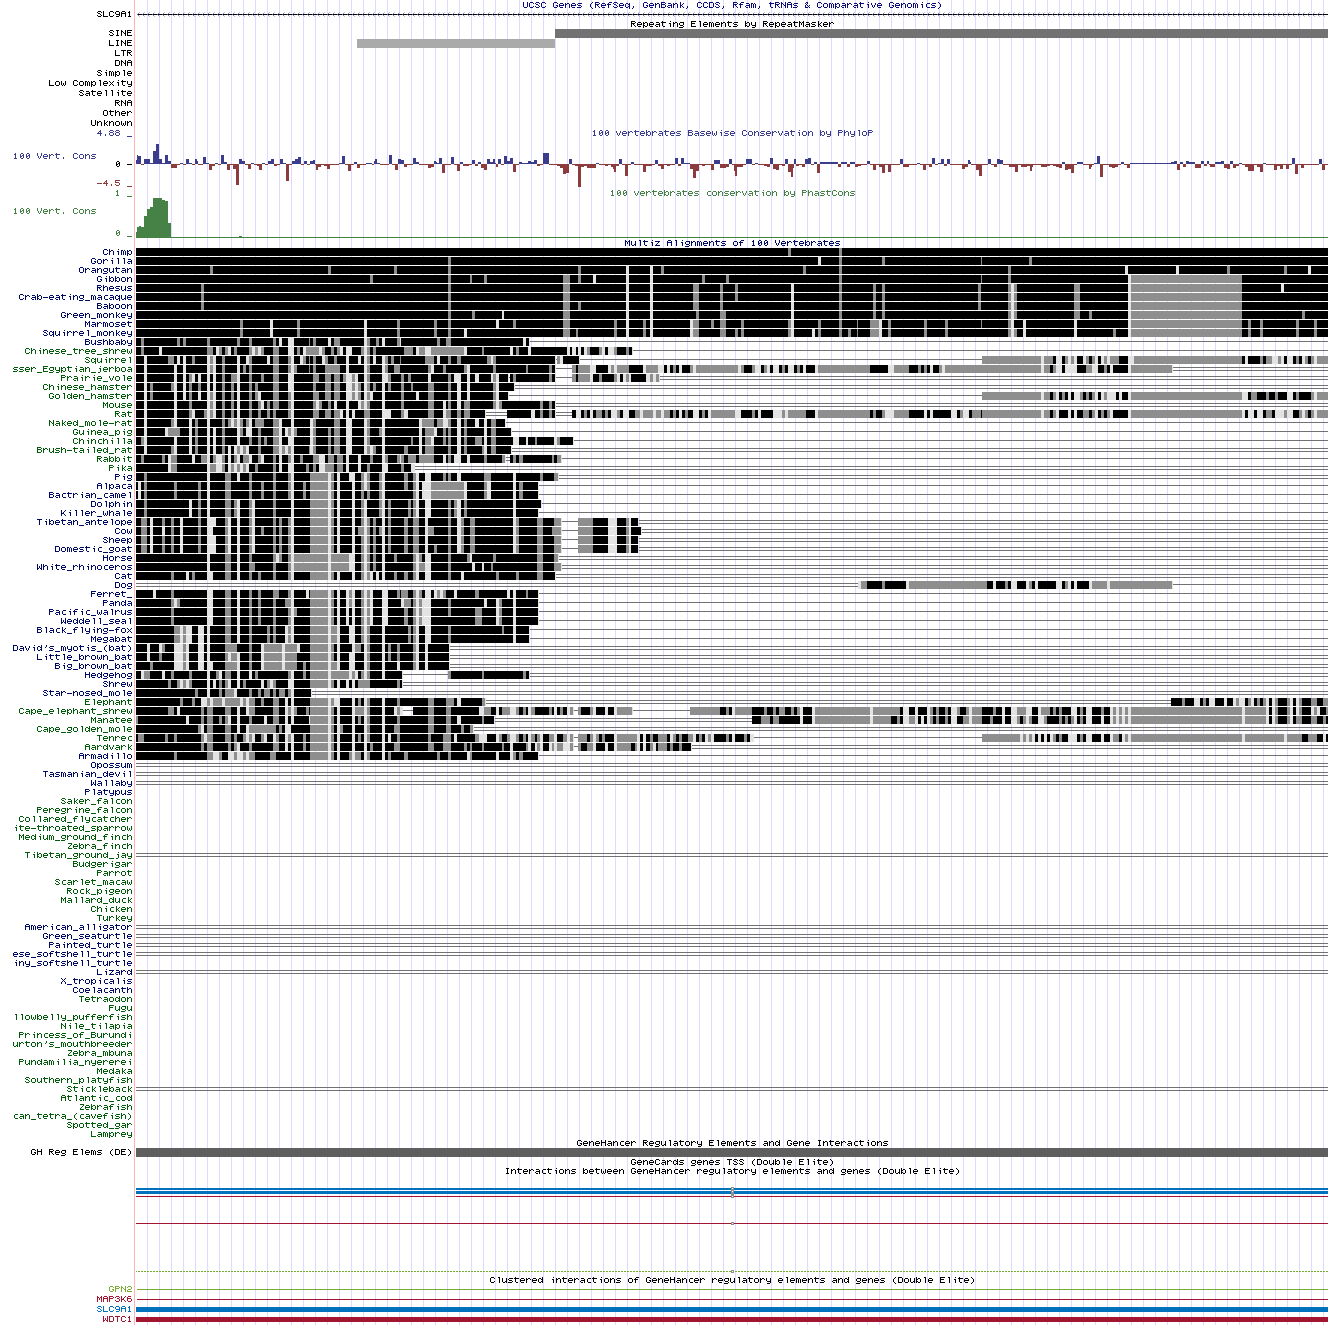 UCSC Genes (RefSeq, GenBank, CCDS, Rfam, tRNAs & Comparative Genomics)
SLC9A1
Repeating Elements by RepeatMasker
SINE
LINE
LTR
DNA
Simple
Low Complexity
Satellite
RNA
Other
Unknown
4.88 _
100 vertebrates Basewise Conservation by PhyloP
100 Vert. Cons
0 -
-4.5 _
1 _
100 vertebrates conservation by PhastCons
100 Vert. Cons
0 _
Multiz Alignments of 100 Vertebrates
Chimp
Gorilla
Orangutan
Gibbon
Rhesus
Crab-eating_macaque
Baboon
Green_monkey
Marmoset
Squirrel_monkey
Bushbaby
Chinese_tree_shrew
Squirrel
sser_Egyptian_jerboa
Prairie_vole
Chinese_hamster
Golden_hamster
Mouse
Rat
Naked_mole-rat
Guinea_pig
Chinchilla
Brush-tailed_rat
Rabbit
Pika
Pig
Alpaca
Bactrian_camel
Dolphin
Killer_whale
Tibetan_antelope
Cow
Sheep
Domestic_goat
Horse
White_rhinoceros
Cat
Dog
Ferret_
Panda
Pacific_walrus
Weddell_seal
Black_flying-fox
Megabat
David's_myotis_(bat)
Little_brown_bat
Big_brown_bat
Hedgehog
Shrew
Star-nosed_mole
Elephant
Cape_elephant_shrew
Manatee
Cape_golden_mole
Tenrec
Aardvark
Armadillo
Opossum
Tasmanian_devil
Wallaby
Platypus
Saker_falcon
Peregrine_falcon
Collared_flycatcher
ite-throated_sparrow
Medium_ground_finch
Zebra_finch
Tibetan_ground_jay
Budgerigar
Parrot
Scarlet_macaw
Rock_pigeon
Mallard_duck
Chicken
Turkey
American_alligator
Green_seaturtle
Painted_turtle
ese_softshell_turtle
iny_softshell_turtle
Lizard
X_tropicalis
Coelacanth
Tetraodon
Fugu
llowbelly_pufferfish
Nile_tilapia
Princess_of_Burundi
urton's_mouthbreeder
Zebra_mbuna
Pundamilia_nyererei
Medaka
Southern_platyfish
Stickleback
Atlantic_cod
Zebrafish
can_tetra_(cavefish)
Spotted_gar
Lamprey
GeneHancer Regulatory Elements and Gene Interactions
GH Reg Elems (DE)
GeneCards genes TSS (Double Elite)
Interactions between GeneHancer regulatory elements and genes (Double Elite)
Clustered interactions of GeneHancer regulatory elements and genes (Double Elite)
GPN2
MAP3K6
SLC9A1
WDTC1